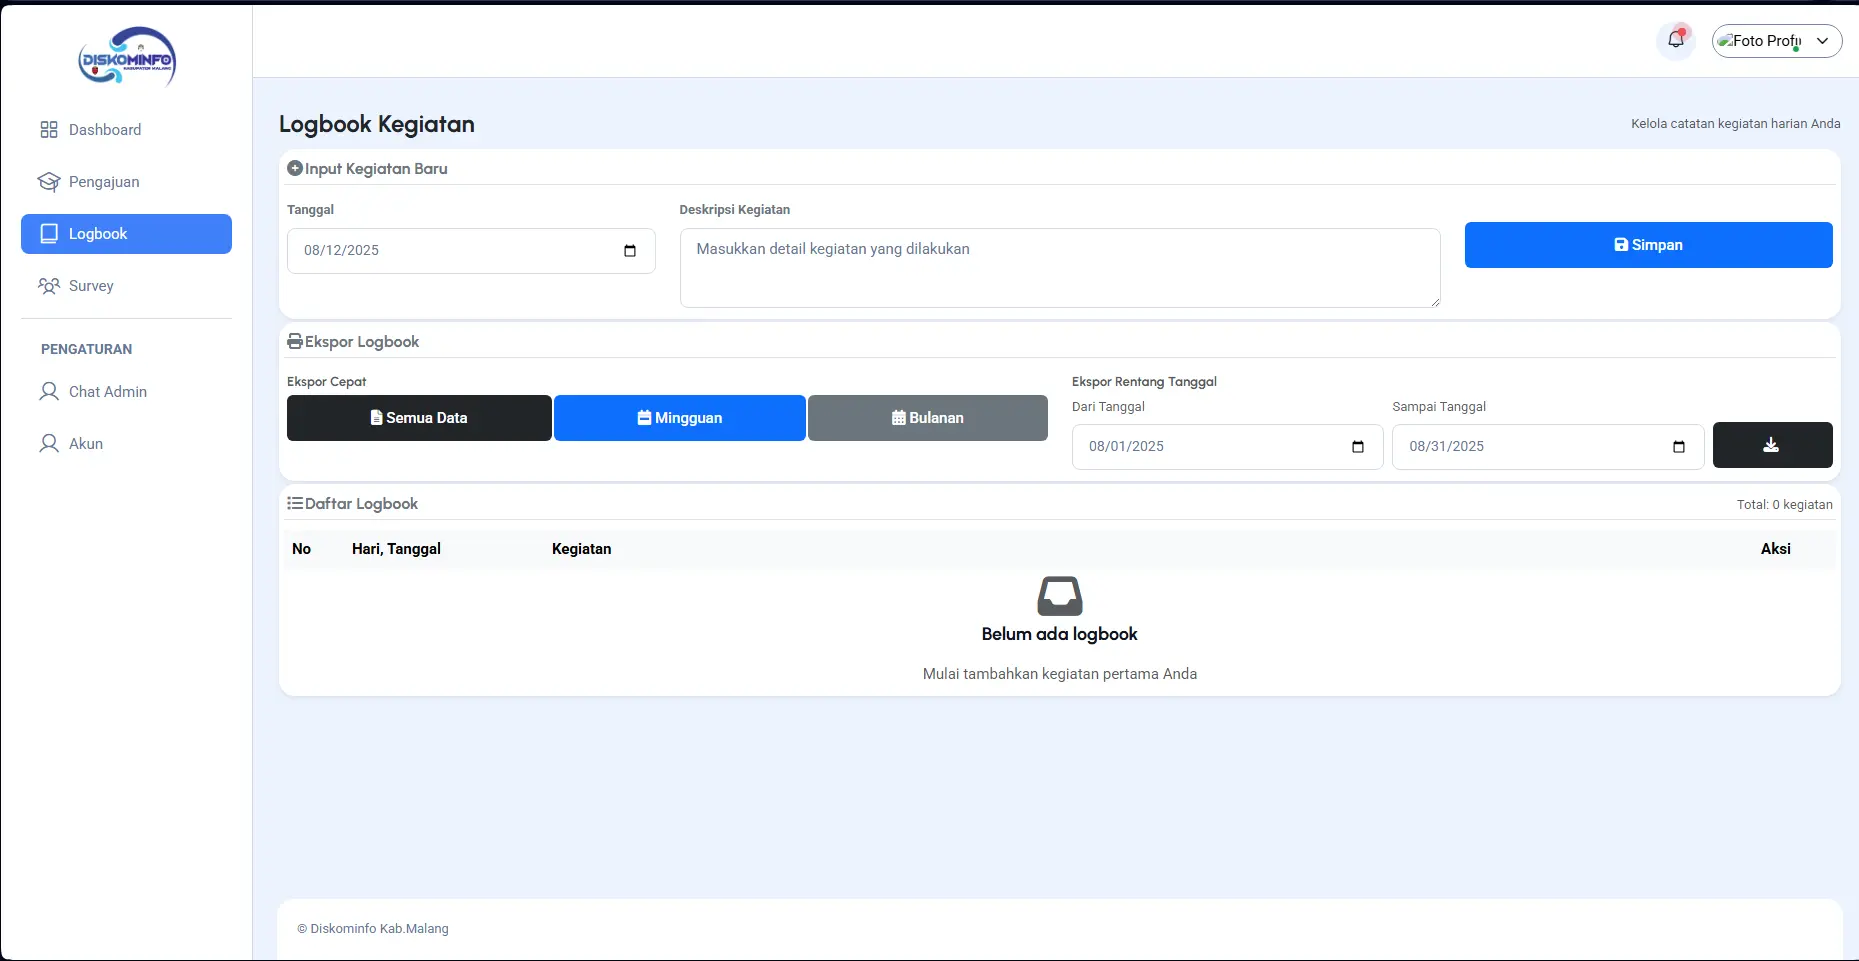 DISKOMINFO
KABUPATEN MALANG
Dashboard
Pengajuan
Logbook
Survey
PENGATURAN
Chat Admin
Akun
Foto Profi
Logbook Kegiatan
Kelola catatan kegiatan harian Anda
Input Kegiatan Baru
Tanggal
Deskripsi Kegiatan
08/12/2025
Masukkan detail kegiatan yang dilakukan
Simpan
Ekspor Logbook
Ekspor Cepat
Semua Data
Mingguan
Bulanan
Ekspor Rentang Tanggal
Dari Tanggal
Sampai Tanggal
08/01/2025
08/31/2025
Daftar Logbook
Total: 0 kegiatan
No Hari, Tanggal Kegiatan Aksi
Belum ada logbook
Mulai tambahkan kegiatan pertama Anda
© Diskominfo Kab.Malang